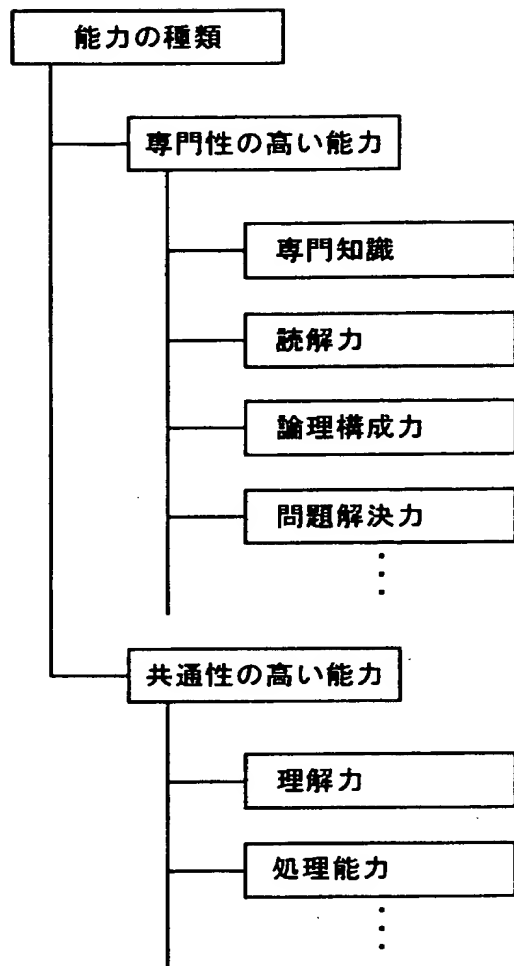 能力の種類
専門性の高い能力
専門知識
読解力
論理構成力
問題解決力
共通性の高い能力
理解力
処理能力